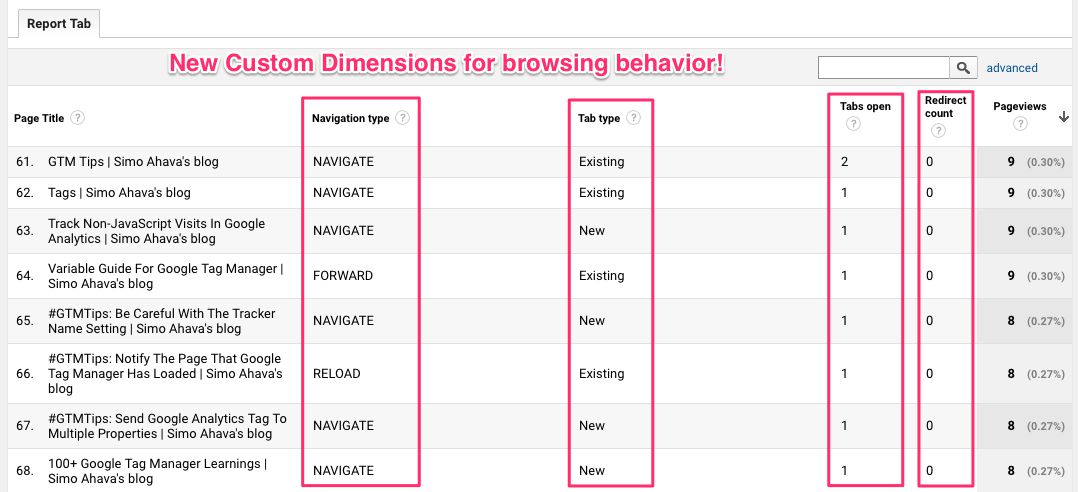 Report Tab
New Custom Dimensions for browsing behavior!
advanced
Page Title ? Navigation type ? Tab type ? Tabs open ? Redirect count ? Pageviews ?
61. GTM Tips | Simo Ahava's blog NAVIGATE Existing 2 0 9 (0.30%)
62. Tags | Simo Ahava's blog NAVIGATE Existing 1 0 9 (0.30%)
63. Track Non-JavaScript Visits In Google
Analytics | Simo Ahava's blog NAVIGATE New 1 0 9 (0.30%)
64. Variable Guide For Google Tag Manager |
Simo Ahava's blog FORWARD Existing 1 0 9 (0.30%)
65. #GTMTips: Be Careful With The Tracker
Name Setting | Simo Ahava's blog NAVIGATE New 1 0 8 (0.27%)
66. #GTMTips: Notify The Page That Google
Tag Manager Has Loaded | Simo Ahava's
blog RELOAD Existing 1 0 8 (0.27%)
67. #GTMTips: Send Google Analytics Tag To
Multiple Properties | Simo Ahava's blog NAVIGATE New 1 0 8 (0.27%)
68. 100+ Google Tag Manager Learnings |
Simo Ahava's blog NAVIGATE New 1 0 8 (0.27%)